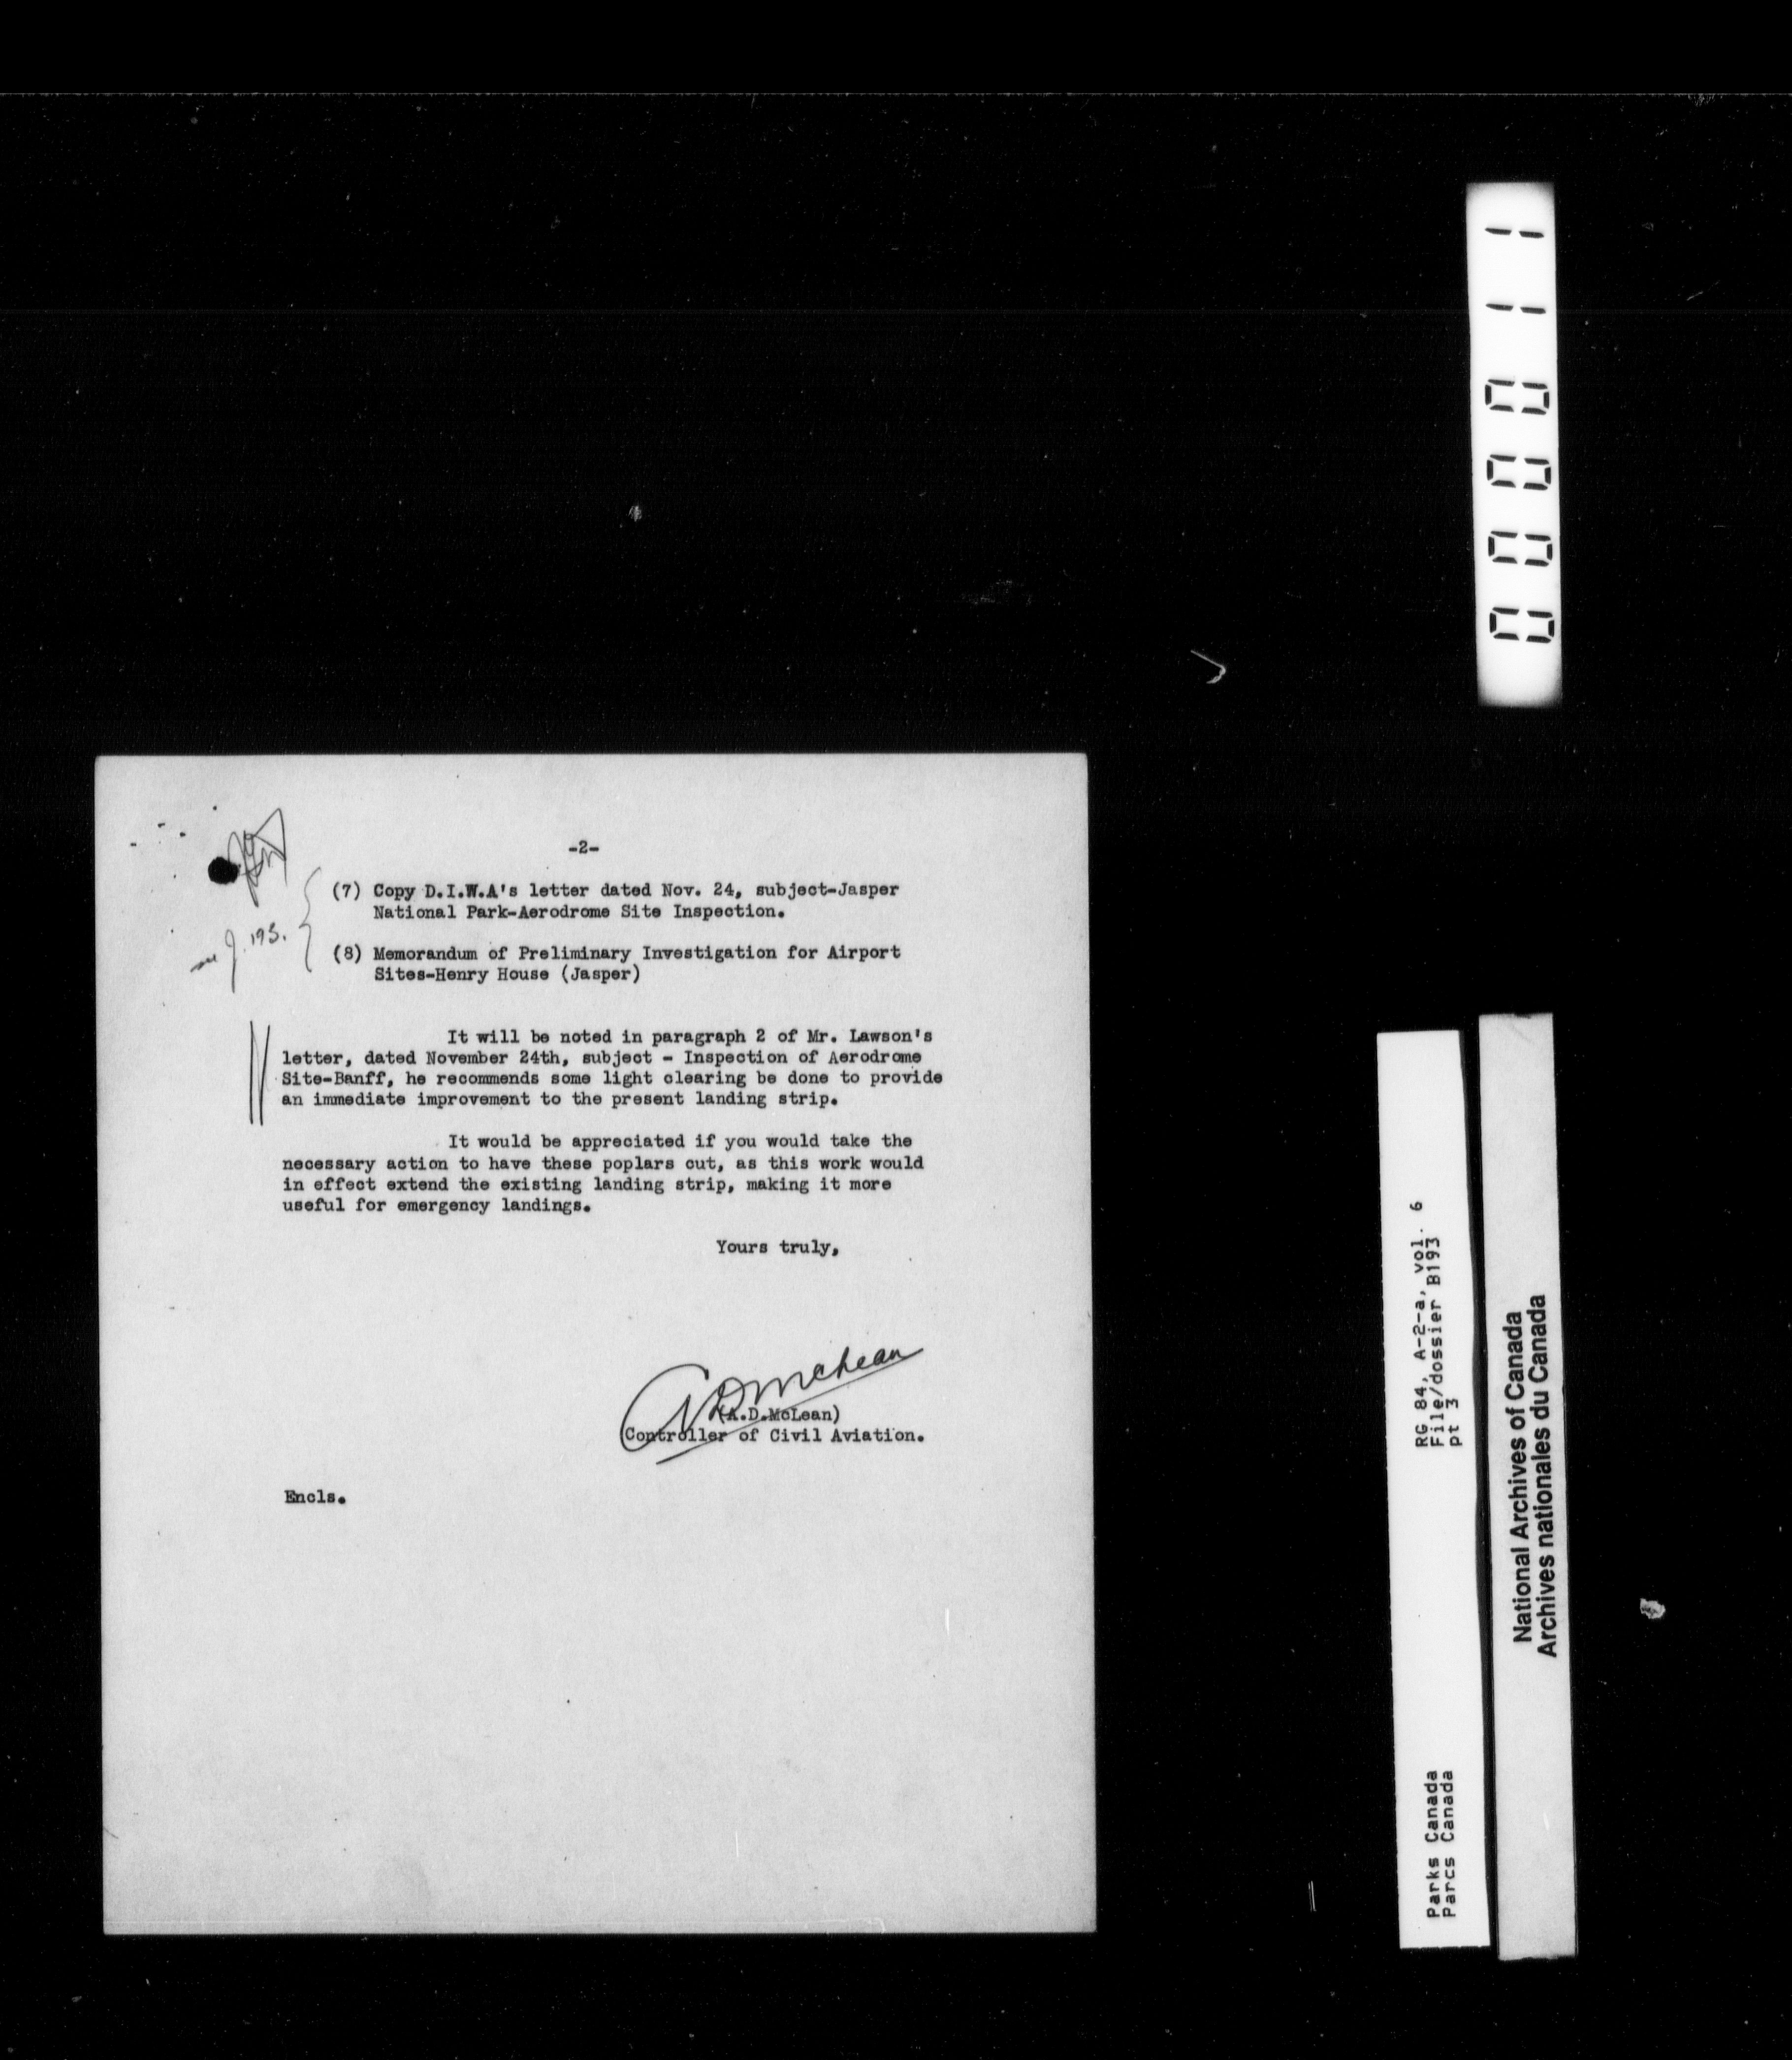 -2-
(7) Copy D.I.W.A's letter dated Nov. 24, subject-Jasper
National Park-Aerodrome Site Inspection.
J. 193.
(8) Memorandum of Preliminary Investigation for Airport
Sites-Henry House (Jasper)
It will be noted in paragraph 2 of Mr. Lawson's
letter, dated November 24th, subject - Inspection of Aerodrome
Site-Banff, he recommends some light clearing be done to provide
an immediate improvement to the present landing strip.
It would be appreciated if you would take the
necessary action to have these poplars cut, as this work would
in effect extend the existing landing strip, making it more
useful for emergency landings.
Yours truly,
A D McLean
(A.D.McLean)
Controller of Civil Aviation.
Encls.
000011
RG 84, A-2-a, vol. 6
File/dossier B193
pt 3
Parks Canada
Parcs Canada
National Archives of Canada
Archives nationales du Canada